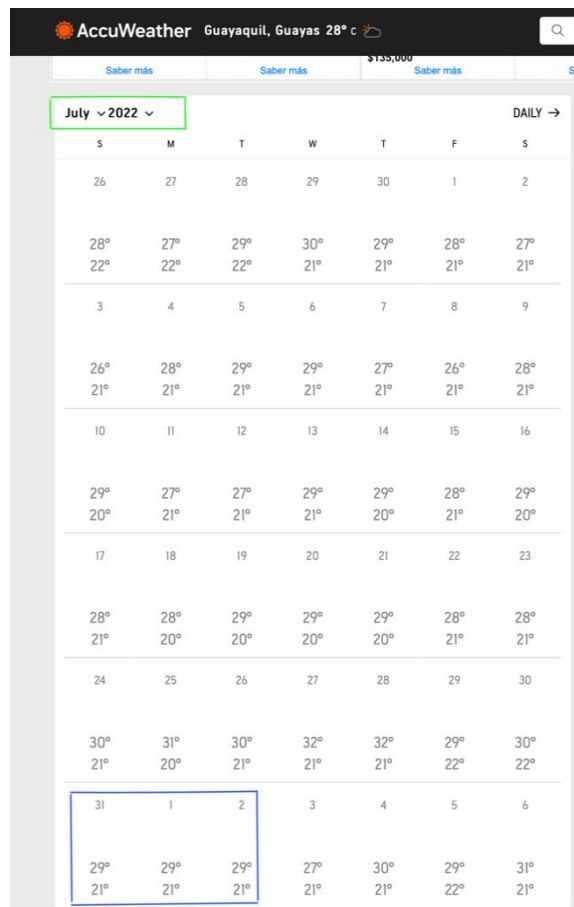 AccuWeather Guayaquil, Guayas 28° C
$135,000
Saber más Saber más Saber más S
July 2022 DAILY →
S M T W T F S
26 27 28 29 30 1 2
28° 27° 29° 30° 29° 28° 27°
22° 22° 22° 21° 21° 21° 21°
3 4 5 6 7 8 9
26° 28° 29° 29° 27° 26° 28°
21° 21° 21° 21° 21° 21° 21°
10 11 12 13 14 15 16
29° 27° 27° 29° 29° 28° 29°
20° 21° 21° 21° 20° 21° 20°
17 18 19 20 21 22 23
28° 28° 29° 29° 29° 28° 28°
21° 20° 20° 20° 20° 21° 21°
24 25 26 27 28 29 30
30° 31° 30° 32° 32° 29° 30°
21° 20° 21° 21° 21° 22° 22°
31 1 2 3 4 5 6
29° 29° 29° 27° 30° 29° 31°
21° 21° 21° 21° 21° 22° 21°